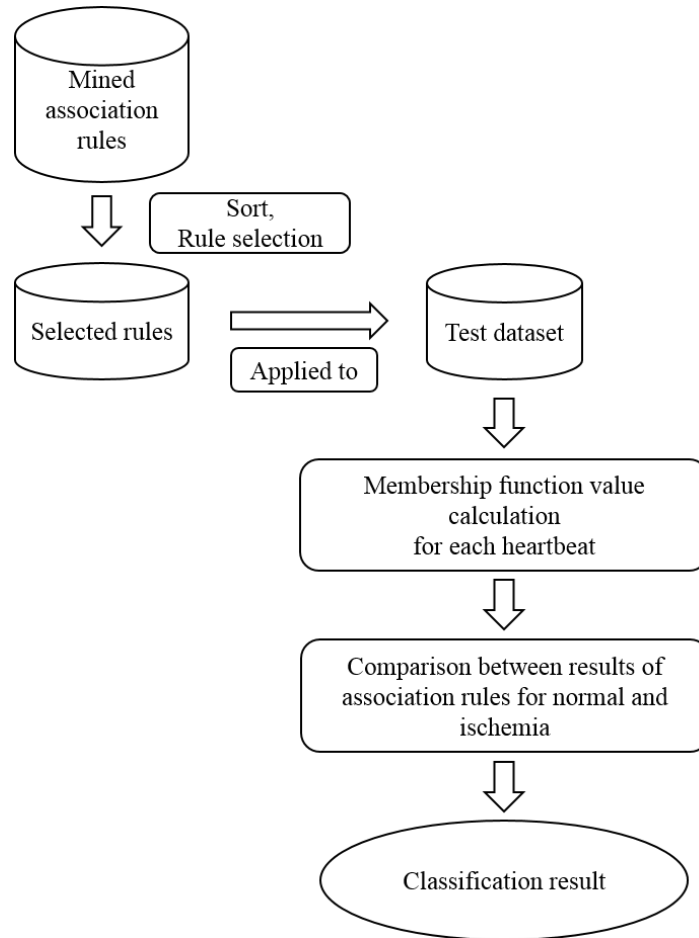 Mined
association
rules
Sort,
Rule selection
Selected rules
Applied to
Test dataset
Membership function value
calculation
for each heartbeat
Comparison between results of
association rules for normal and
ischemia
Classification result